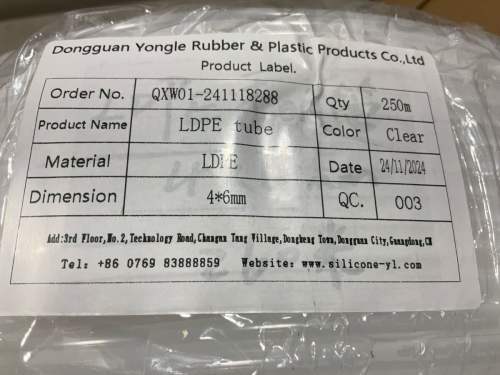 Dongguan Yongle Rubber & Plastic Products Co.,Ltd
Product Label.
Order No. QXW01-241118288 Qty 250m
Product Name LDPE tube Color Clear
Material LDPE Date 24/11/2024
Dimension 4*6mm QC. 003
Add:3rd Floor,No.2,Technology Road,Changan Tang Village,Dongkeng Town,Dongguan City,Guangdong,CN
Tel: +86 0769 83888859 Website: www.silicone-yl.com